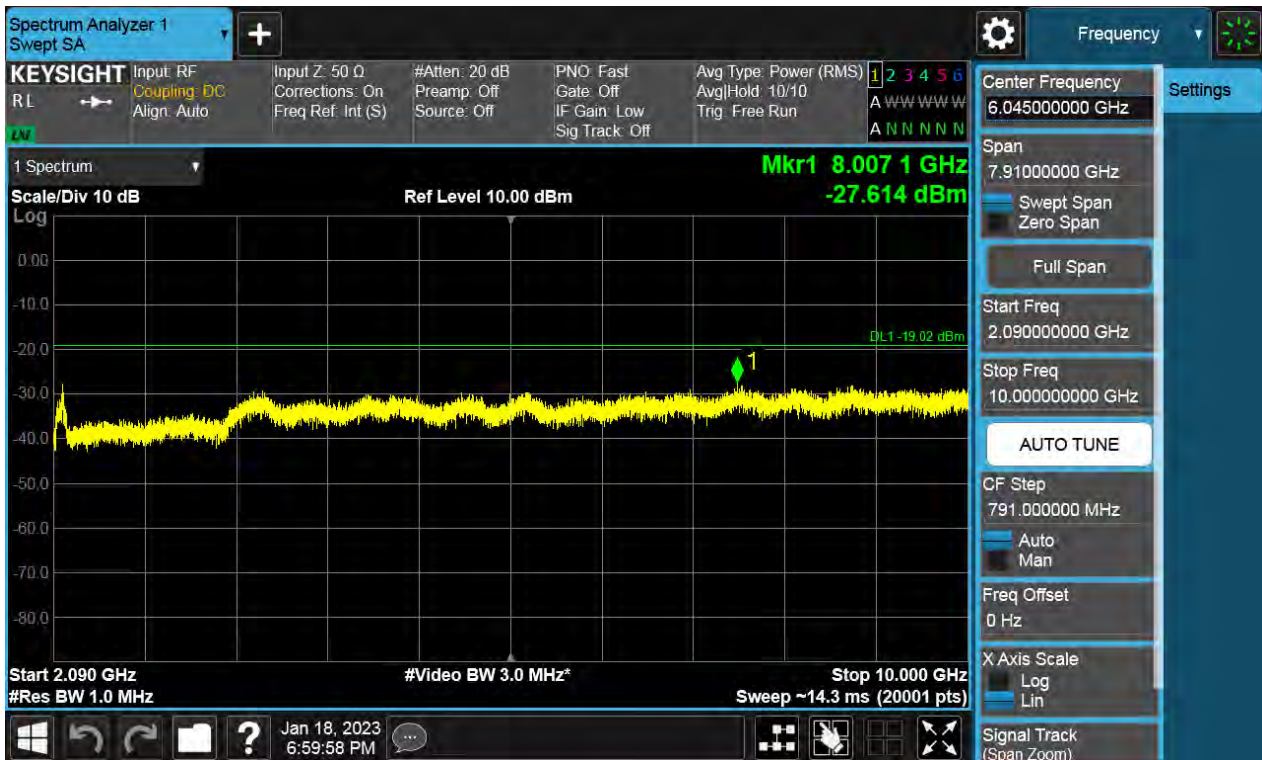 Spectrum Analyzer 1
Swept SA
+
Frequency
KEYSIGHT
RL
LXI
Input: RF
Coupling: DC
Align: Auto
Input Z: 50 Ω
Corrections: On
Freq Ref: Int (S)
#Atten: 20 dB
Preamp: Off
Source: Off
PNO: Fast
Gate: Off
IF Gain: Low
Sig Track: Off
Avg Type: Power (RMS)
Avg|Hold: 10/10
Trig: Free Run
1 2 3 4 5 6
A W W W W W
A N N N N N
1 Spectrum
Mkr1 8.007 1 GHz
Scale/Div 10 dB
Ref Level 10.00 dBm
-27.614 dBm
Log
0.00
-10.0
DL1 -19.02 dBm
-20.0
1
-30.0
-40.0
-50.0
-60.0
-70.0
-80.0
Start 2.090 GHz
#Video BW 3.0 MHz*
Stop 10.000 GHz
#Res BW 1.0 MHz
Sweep ~14.3 ms (20001 pts)
?
Jan 18, 2023
6:59:58 PM
Settings
Center Frequency
6.045000000 GHz
Span
7.91000000 GHz
Swept Span
Zero Span
Full Span
Start Freq
2.090000000 GHz
Stop Freq
10.000000000 GHz
AUTO TUNE
CF Step
791.000000 MHz
Auto
Man
Freq Offset
0 Hz
X Axis Scale
Log
Lin
Signal Track
(Span Zoom)